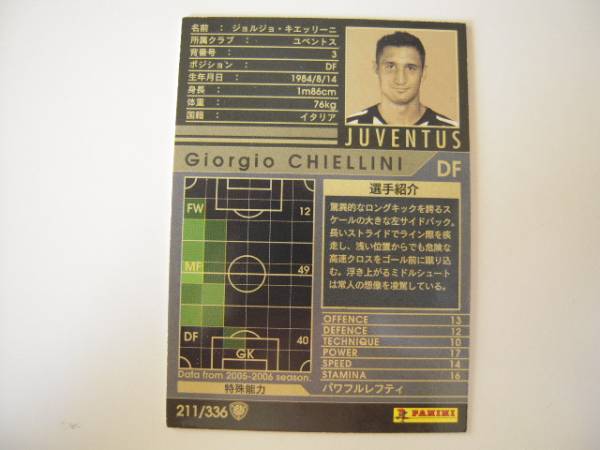 名前 : ジョルジョ・キエッリーニ
所属クラブ : ユベントス
背番号 : 3
ポジション : DF
生年月日 : 1984/8/14
身長 : 1m86cm
体重 : 76kg
国籍 : イタリア
JUVENTUS
Giorgio CHIELLINI
DF
FW 12
MF 49
DF 40
GK
Data from 2005-2006 season.
特殊能力
選手紹介
驚異的なロングキックを誇るス
ケールの大きな左サイドバック。
長いストライドでライン際を疾
走し、浅い位置からでも危険な
高速クロスをゴール前に蹴り込
む。浮き上がるミドルシュート
は常人の想像を凌駕している。
OFFENCE 13
DEFENCE 12
TECHNIQUE 10
POWER 17
SPEED 14
STAMINA 16
パワフルレフティ
211/336
PANINI